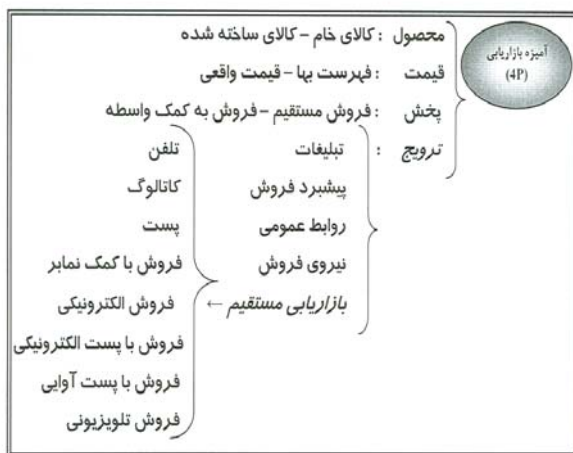 آمیزه بازاریابی
(4P)
محصول : کالای خام – کالای ساخته شده
قیمت : فهرست بها – قیمت واقعی
پخش : فروش مستقیم – فروش به کمک واسطه
ترویج : تبلیغات
پیشبرد فروش
روابط عمومی
نیروی فروش
بازاریابی مستقیم ←
تلفن
کاتالوگ
پست
فروش با کمک نمابر
فروش الکترونیکی
فروش با پست الکترونیکی
فروش با پست آوایی
فروش تلویزیونی